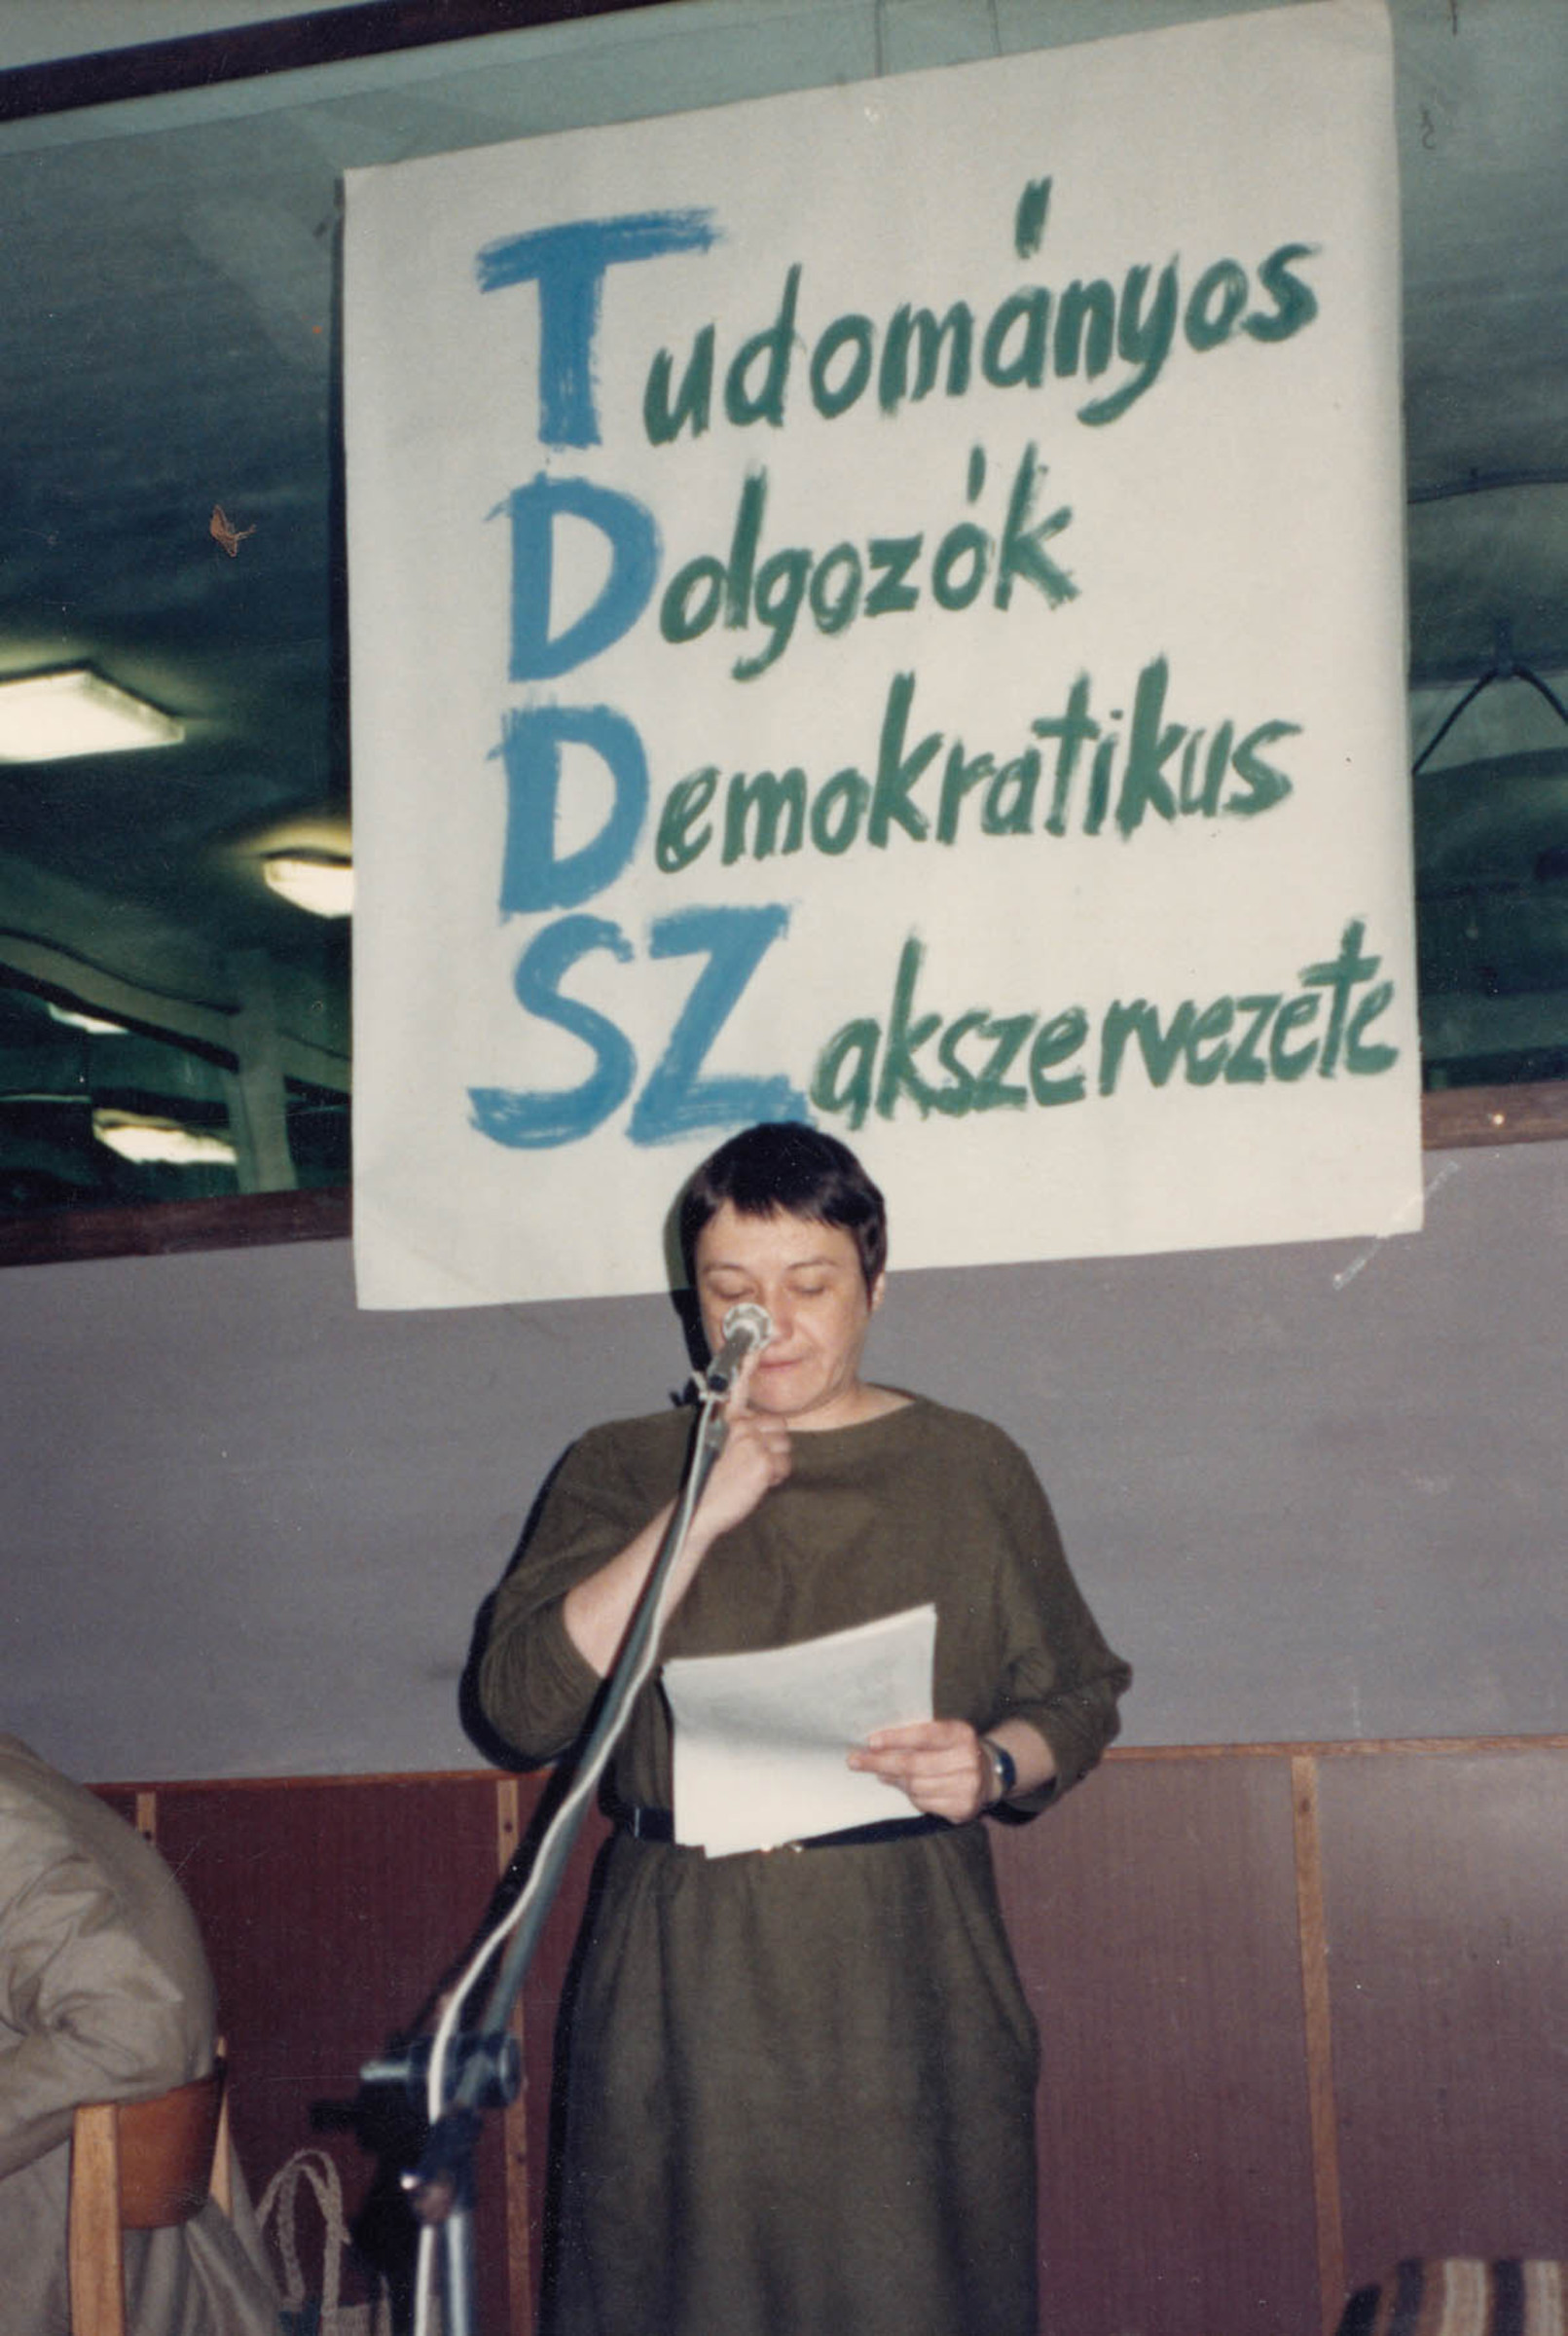 Tudományos
Dolgozók
Demokratikus
SZakszervezete